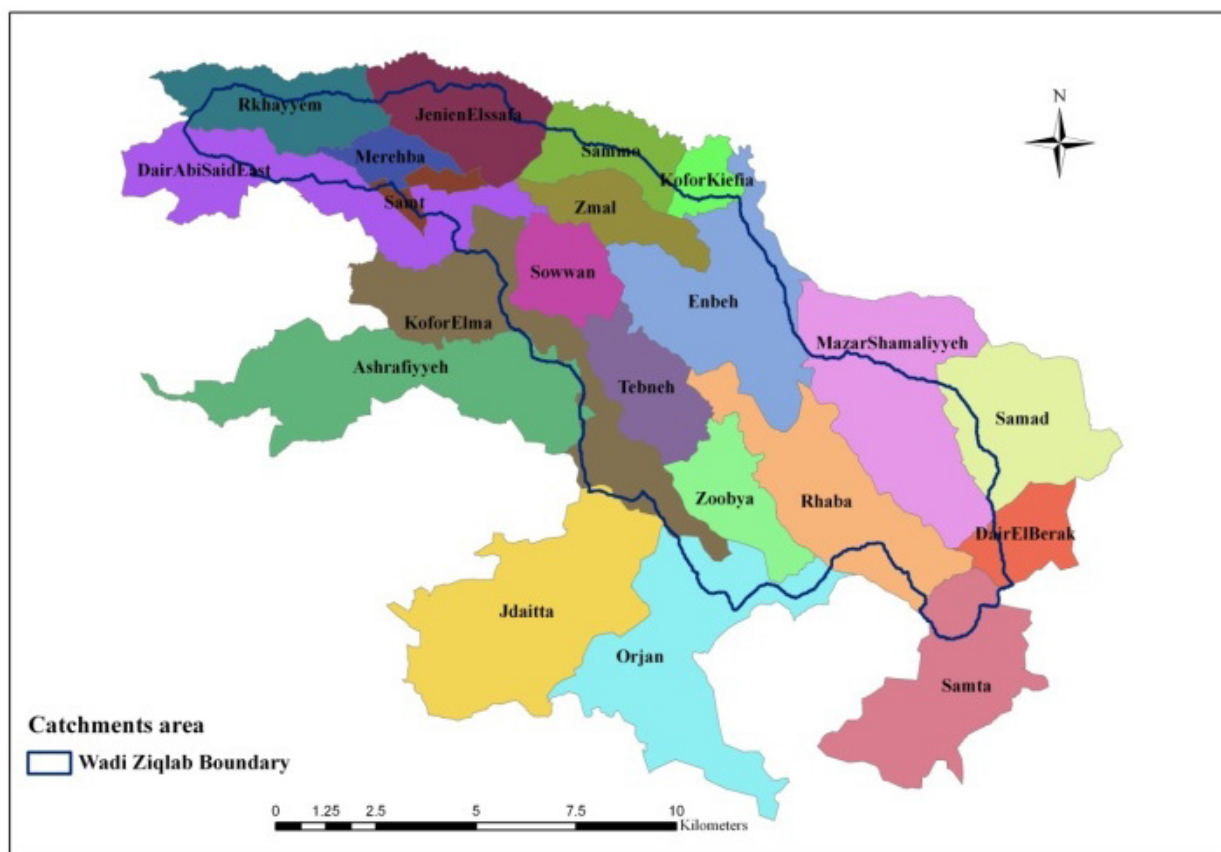 N
Rkhayyem
JenienElssafa
Sammo
Merehba
DairAbiSaidEast
KoforKiefia
Samt
Zmal
Sowwan
Enbeh
KoforElma
MazarShamaliyyeh
Ashrafiyyeh
Tebneh
Samad
Zoobya
Rhaba
DairElBerak
Jdaitta
Orjan
Samta
Catchments area
Wadi Ziqlab Boundary
0 1.25 2.5 5 7.5 10
Kilometers